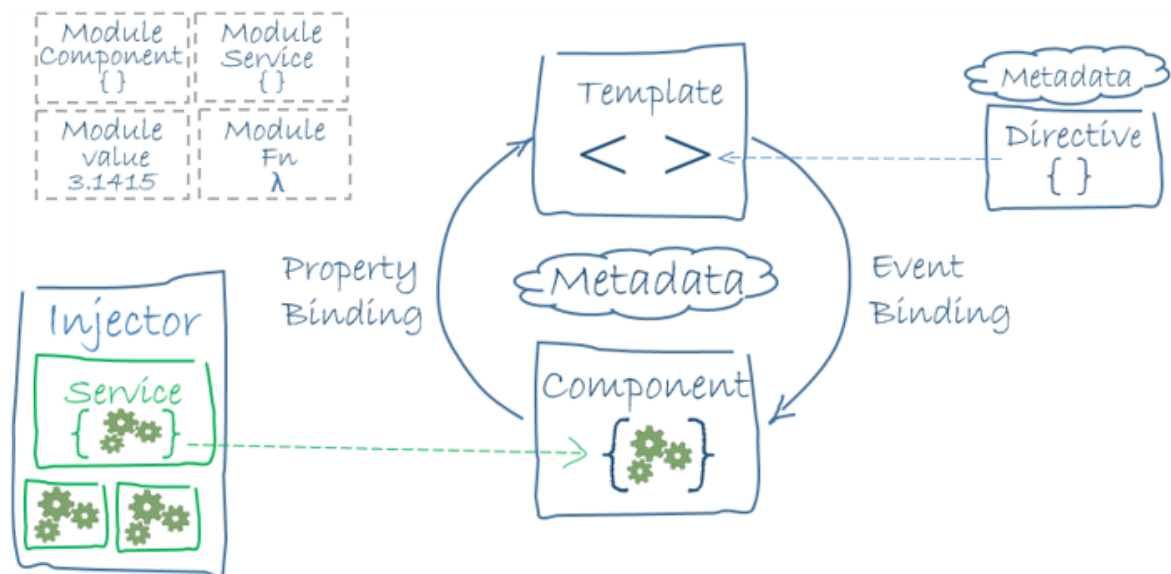 Module
Component
{ }
Module
Service
{ }
Module
value
3.1415
Module
Fn
λ
Template
< >
Metadata
Directive
{ }
Property
Binding
Metadata
Event
Binding
Injector
Service
{ }
Component
{ }